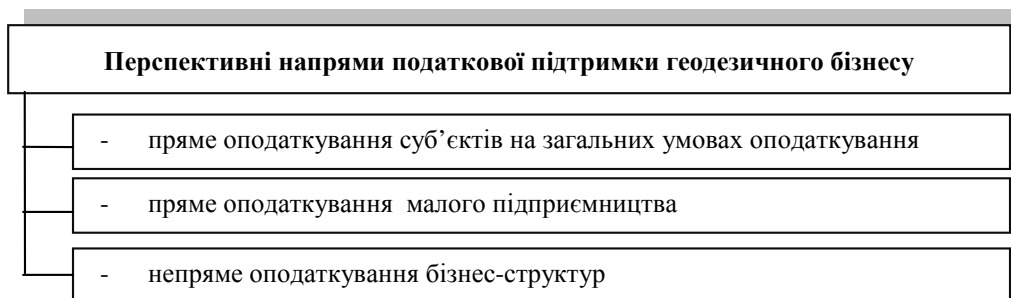 Перспективні напрями податкової підтримки геодезичного бізнесу
- пряме оподаткування суб’єктів на загальних умовах оподаткування
- пряме оподаткування малого підприємництва
- непряме оподаткування бізнес-структур